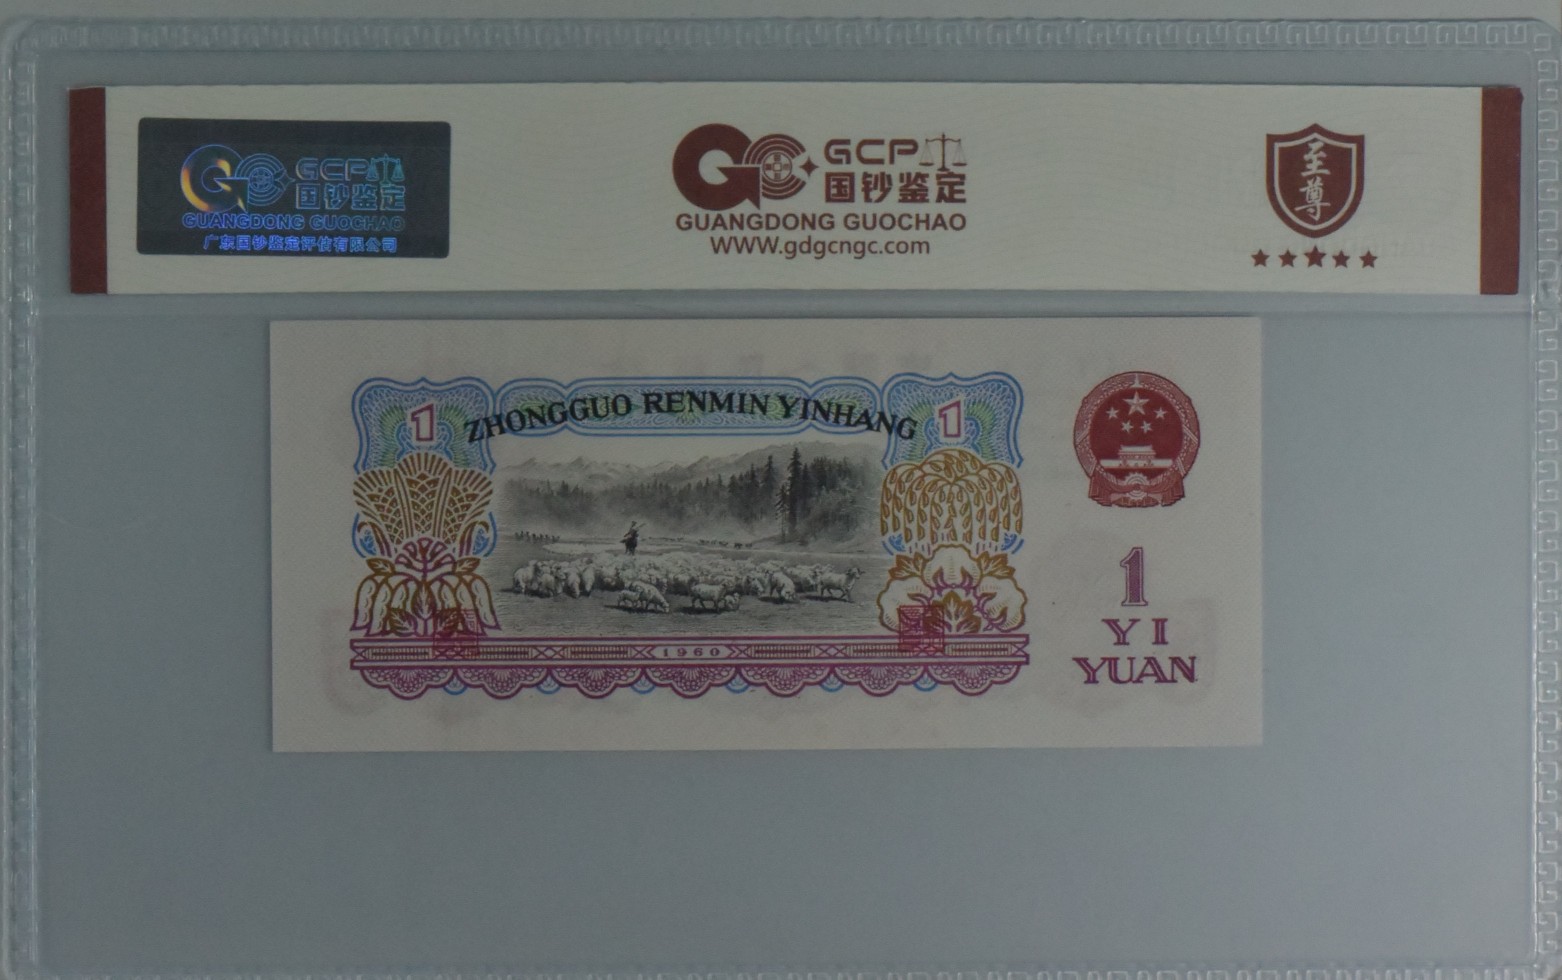 GCP
国钞鉴定
GUANGDONG GUOCHAO
广东国钞鉴定评估有限公司
GCP
国钞鉴定
GUANGDONG GUOCHAO
WWW.gdgcngc.com
至尊
1 ZHONGGUO RENMIN YINHANG 1
1960
1
YI
YUAN